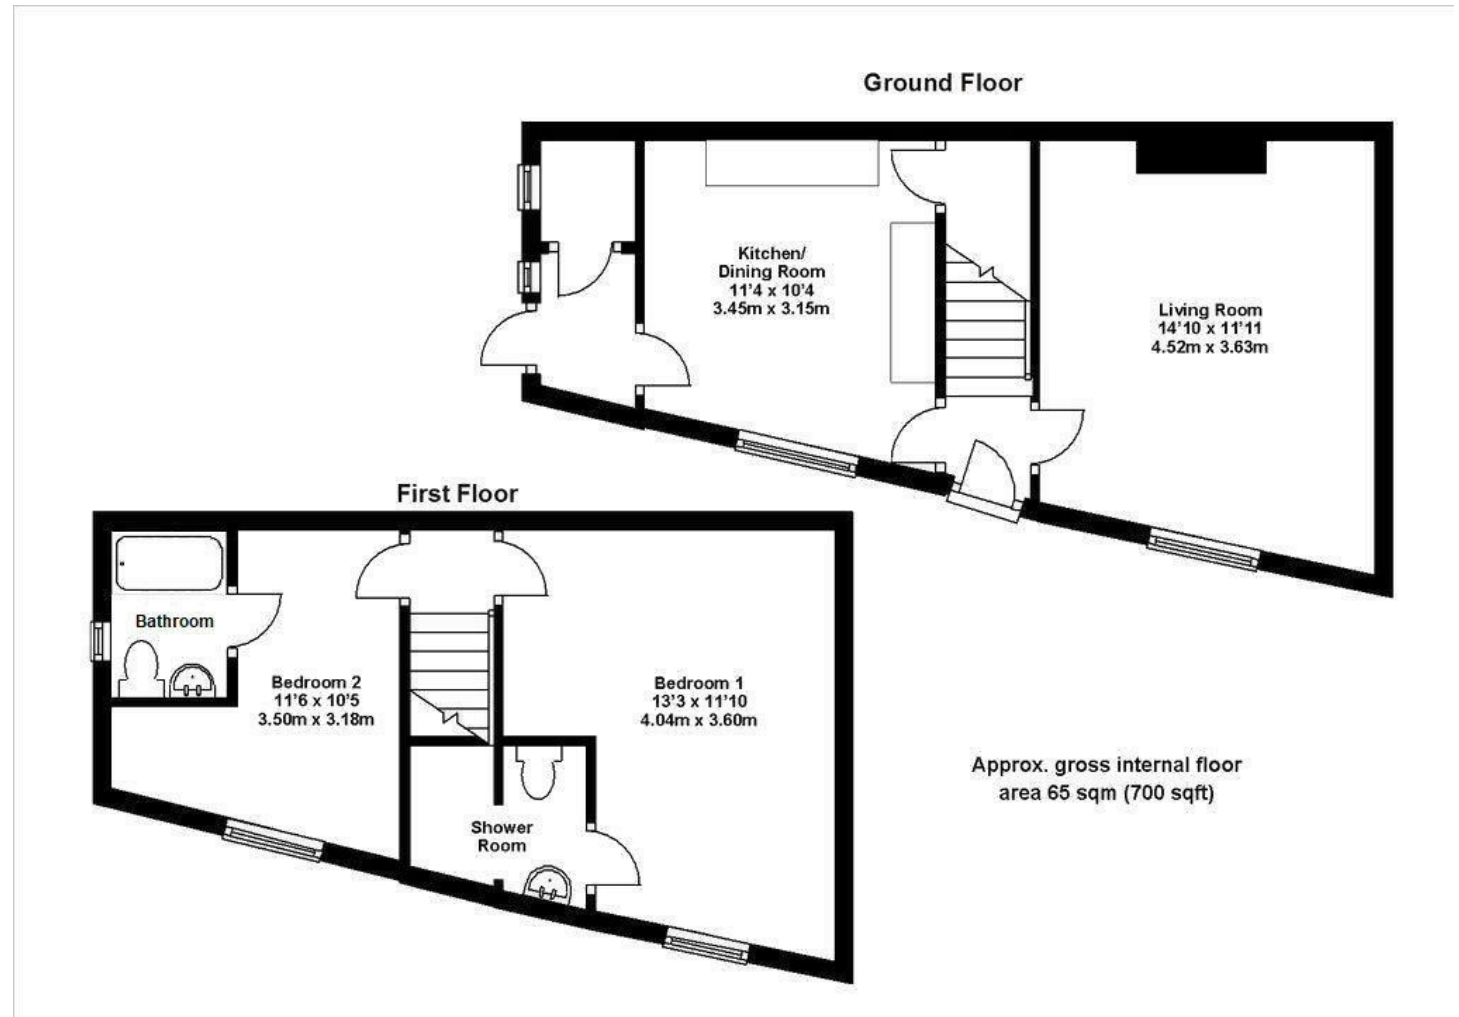 Ground Floor
Kitchen/
Dining Room
11'4 x 10'4
3.45m x 3.15m
Living Room
14'10 x 11'11
4.52m x 3.63m
First Floor
Bathroom
Bedroom 2
11'6 x 10'5
3.50m x 3.18m
Bedroom 1
13'3 x 11'10
4.04m x 3.60m
Shower
Room
Approx. gross internal floor
area 65 sqm (700 sqft)